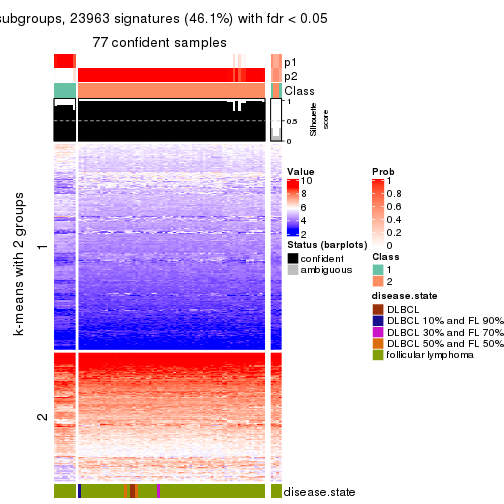 subgroups, 23963 signatures (46.1%) with fdr < 0.05
77 confident samples
p1
p2
Class
1
0.5
0
Silhouette
score
k-means with 2 groups
1
2
disease.state
Value
10
8
6
4
2
Status (barplots)
confident
ambiguous
Prob
1
0.8
0.6
0.4
0.2
0
Class
1
2
disease.state
DLBCL
DLBCL 10% and FL 90%
DLBCL 30% and FL 70%
DLBCL 50% and FL 50%
follicular lymphoma